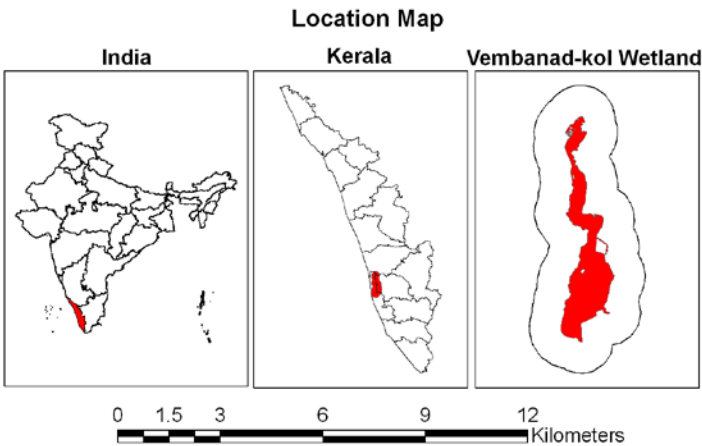 Location Map
India
Kerala
Vembanad-kol Wetland
0 1.5 3 6 9 12
Kilometers